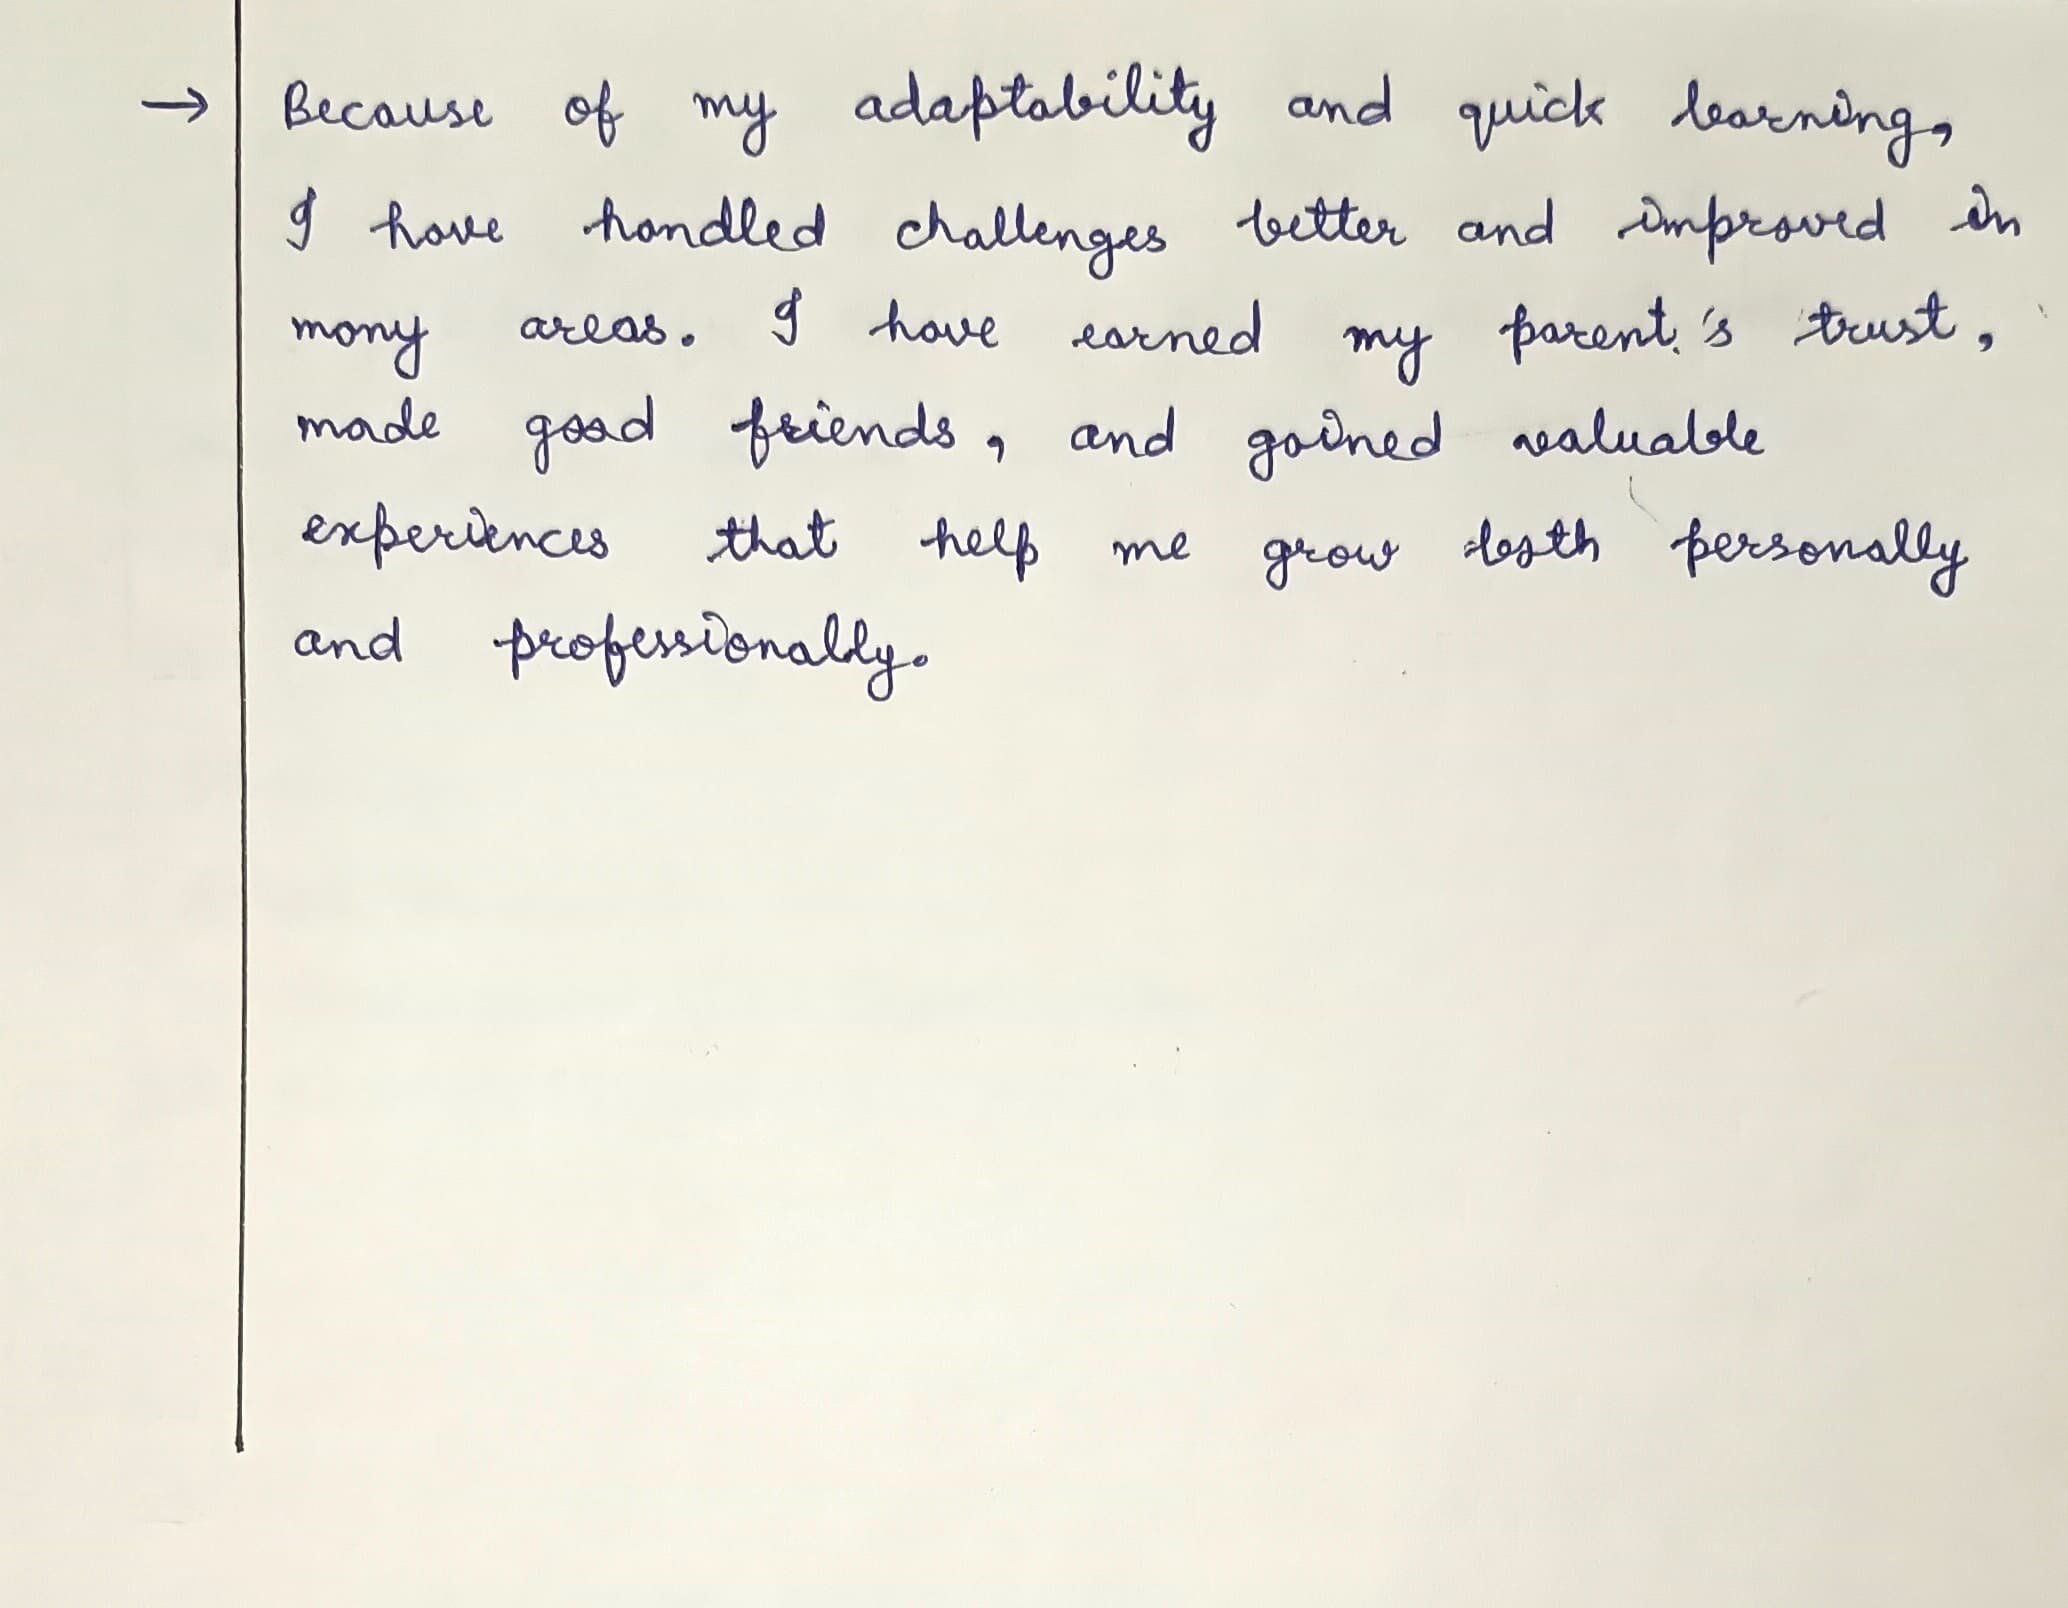 → Because of my adaptability and quick learning,
I have handled challenges better and improved in
many areas. I have earned my parent's trust,
made good friends, and gained valuable
experiences that help me grow both personally
and professionally.